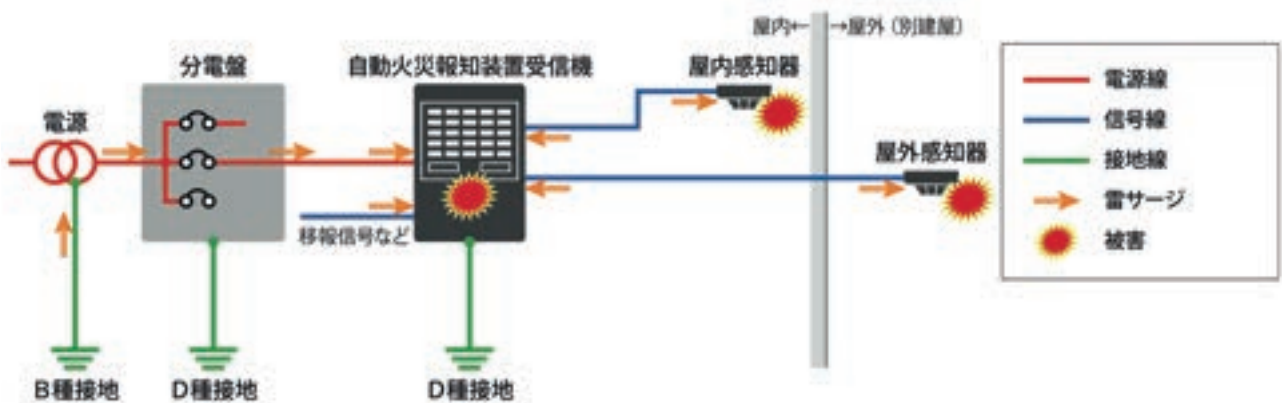 屋内←→屋外（別建屋）
分電盤
自動火災報知装置受信機
屋内感知器
電源
屋外感知器
移報信号など
B種接地
D種接地
D種接地
電源線
信号線
接地線
雷サージ
被害